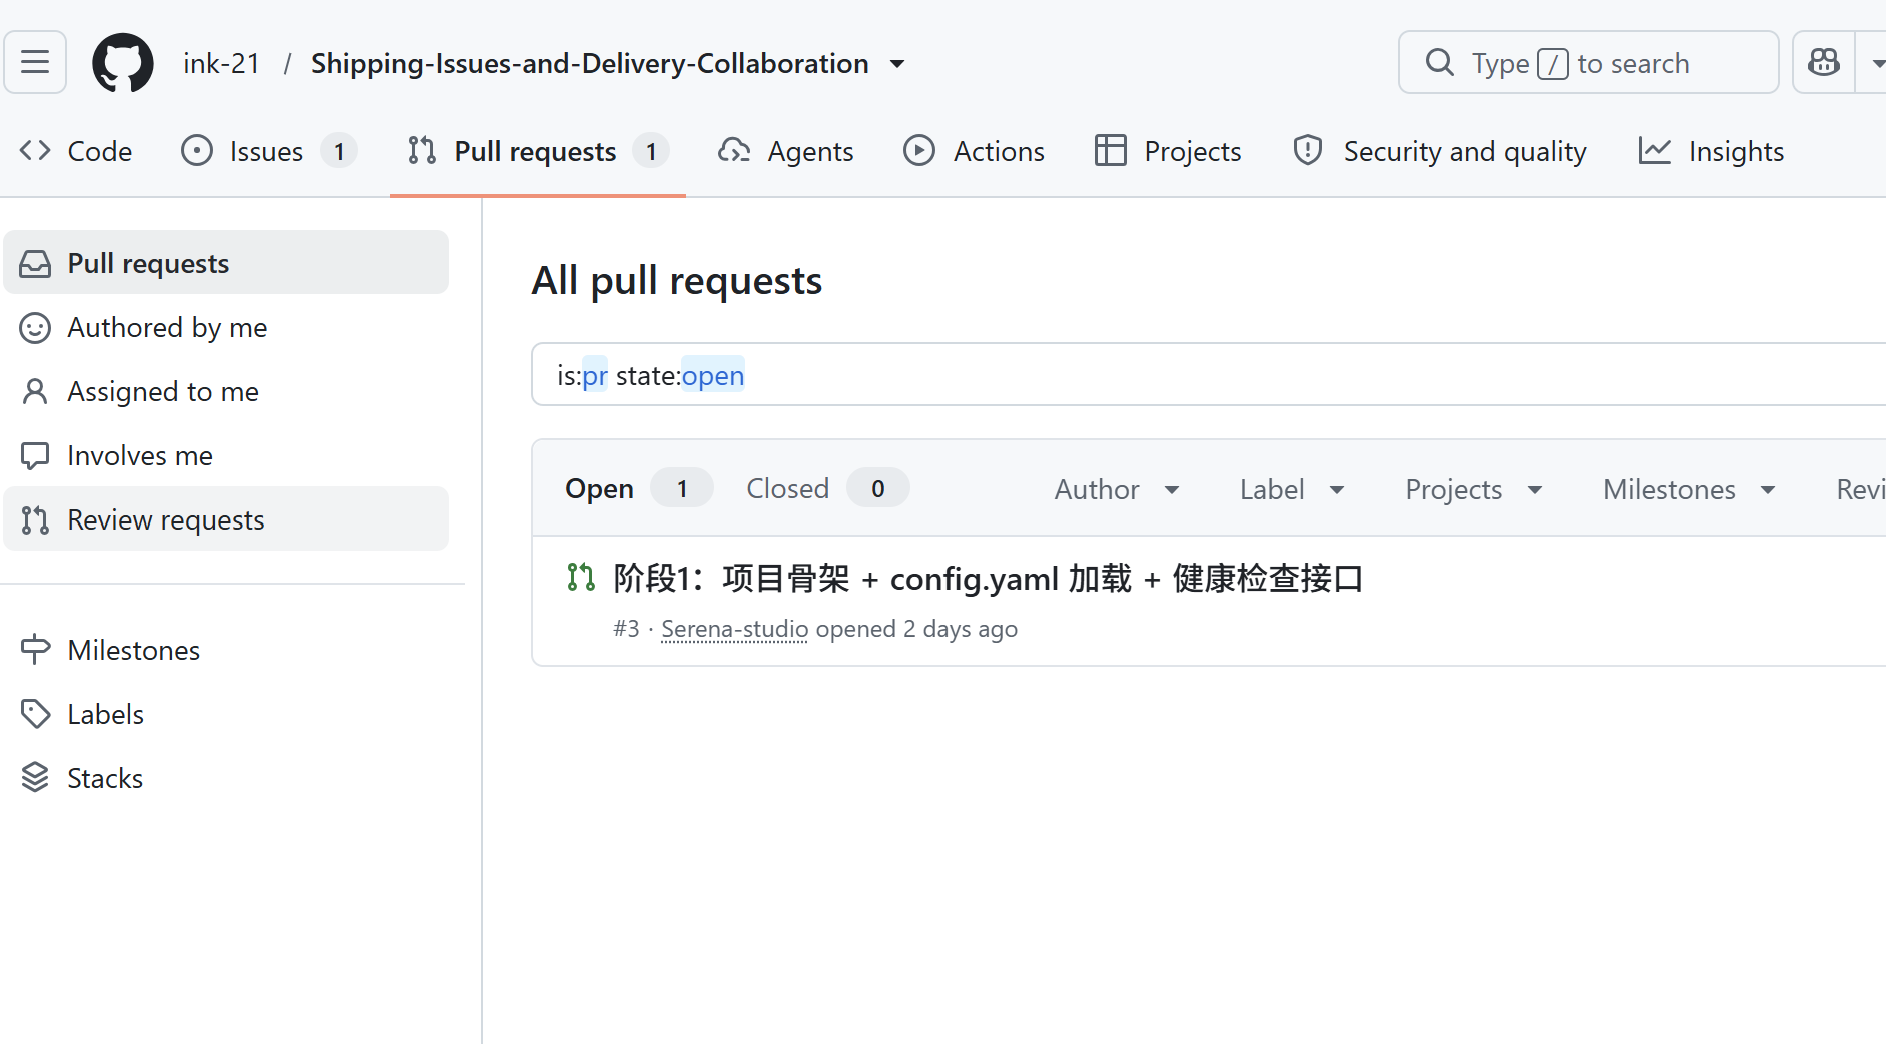 ink-21 / Shipping-Issues-and-Delivery-Collaboration
Type / to search
Code
Issues 1
Pull requests 1
Agents
Actions
Projects
Security and quality
Insights
Pull requests
Authored by me
Assigned to me
Involves me
Review requests
Milestones
Labels
Stacks
All pull requests
is:pr state:open
Open 1 Closed 0 Author Label Projects Milestones Revi
阶段1：项目骨架 + config.yaml 加载 + 健康检查接口
#3 · Serena-studio opened 2 days ago